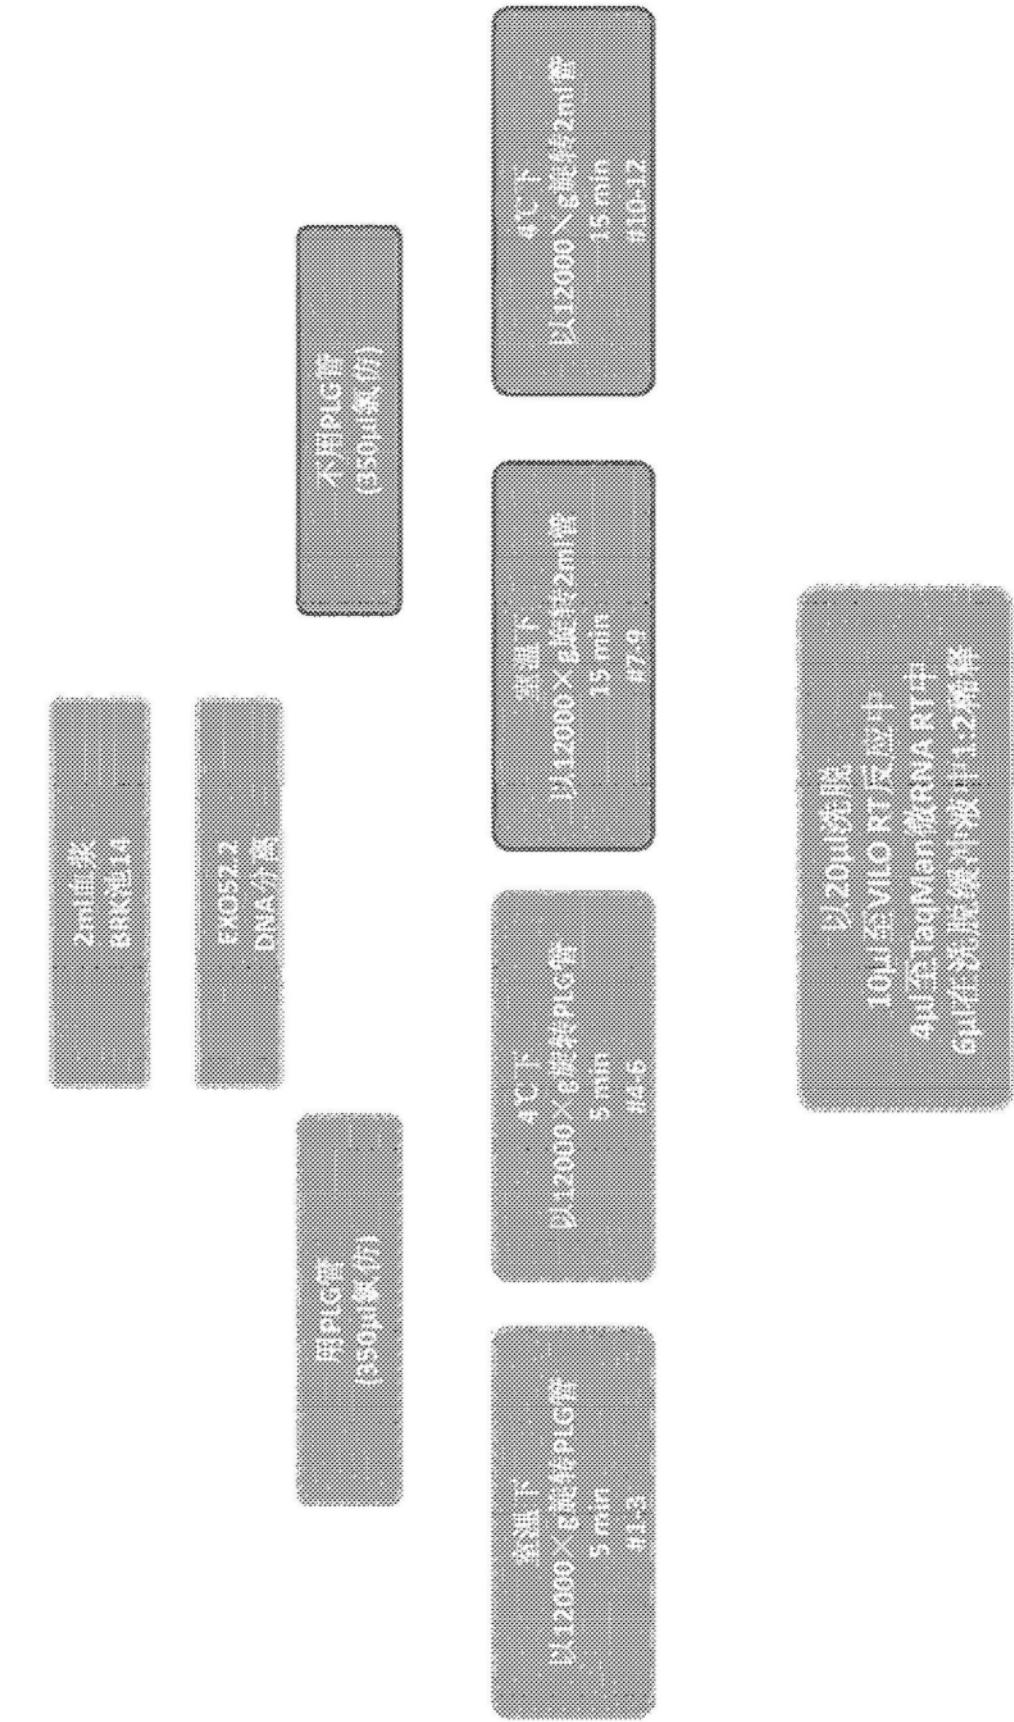 2ml血浆
BRK池14
EXO52.2
DNA分离
用PLG管
(350μl氯仿)
不用PLG管
(350μl氯仿)
室温下
以12000×g旋转PLG管
5 min
#1-3
4℃下
以12000×g旋转PLG管
5 min
#4-6
室温下
以12000×g旋转2ml管
15 min
#7-9
4℃下
以12000×g旋转2ml管
15 min
#10-12
以20μl洗脱
10μl至VILO RT反应中
4μl至TaqMan微RNA RT中
6μl在洗脱缓冲液中1:2稀释